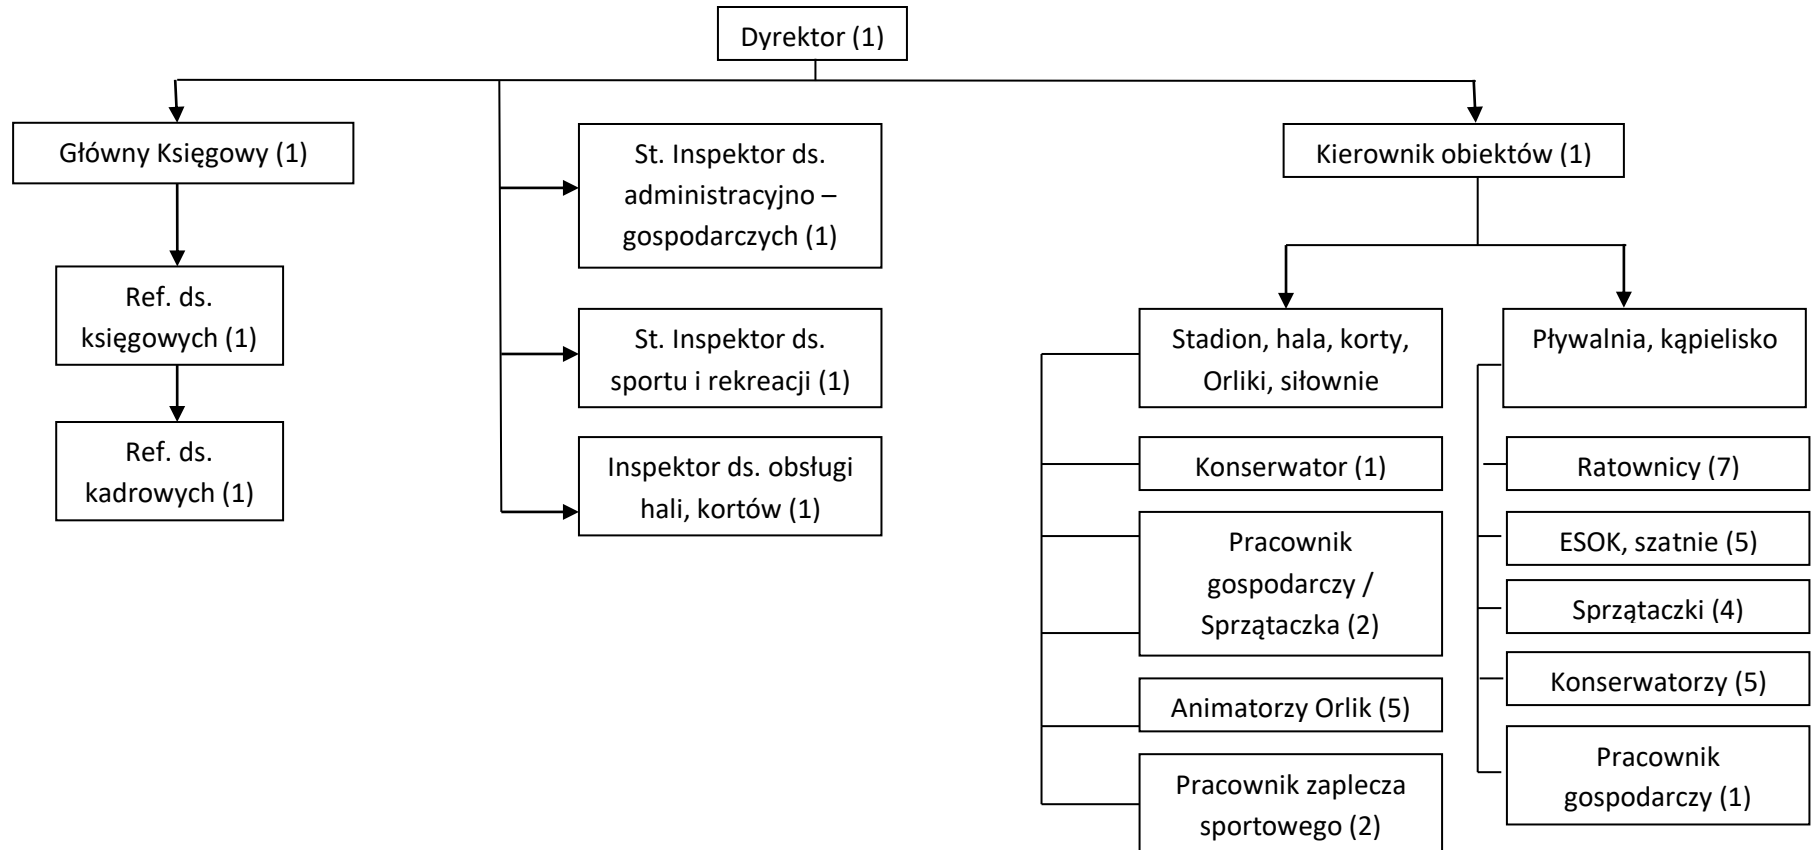 Dyrektor (1)
Główny Księgowy (1)
Ref. ds.
księgowych (1)
Ref. ds.
kadrowych (1)
St. Inspektor ds.
administracyjno –
gospodarczych (1)
St. Inspektor ds.
sportu i rekreacji (1)
Inspektor ds. obsługi
hali, kortów (1)
Kierownik obiektów (1)
Stadion, hala, korty,
Orliki, siłownie
Konserwator (1)
Pracownik
gospodarczy /
Sprzątaczka (2)
Animatorzy Orlik (5)
Pracownik zaplecza
sportowego (2)
Pływalnia, kąpielisko
Ratownicy (7)
ESOK, szatnie (5)
Sprzątaczki (4)
Konserwatorzy (5)
Pracownik
gospodarczy (1)